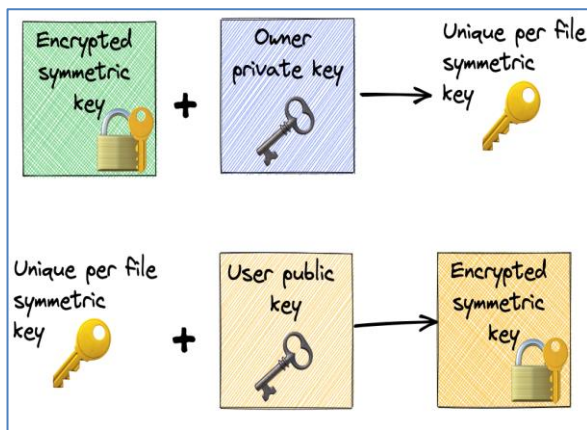 Encrypted
symmetric
key
+
Owner
private key
Unique per file
symmetric
key
Unique per file
symmetric
key
+
User public
key
Encrypted
symmetric
key